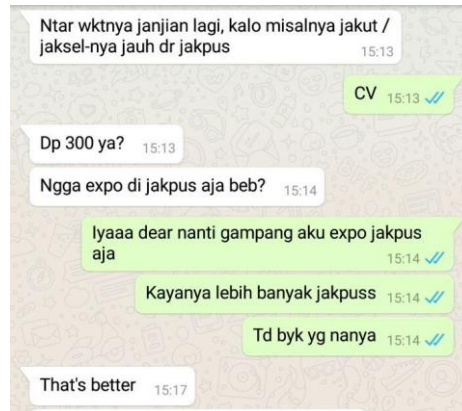 Ntar wktnya janjian lagi, kalo misalnya jakut /
jaksel-nya jauh dr jakpus
15:13
CV 15:13
Dp 300 ya? 15:13
Ngga expo di jakpus aja beb? 15:14
Iyaaa dear nanti gampang aku expo jakpus
aja
15:14
Kayanya lebih banyak jakpuss 15:14
Td byk yg nanya 15:14
That's better 15:17